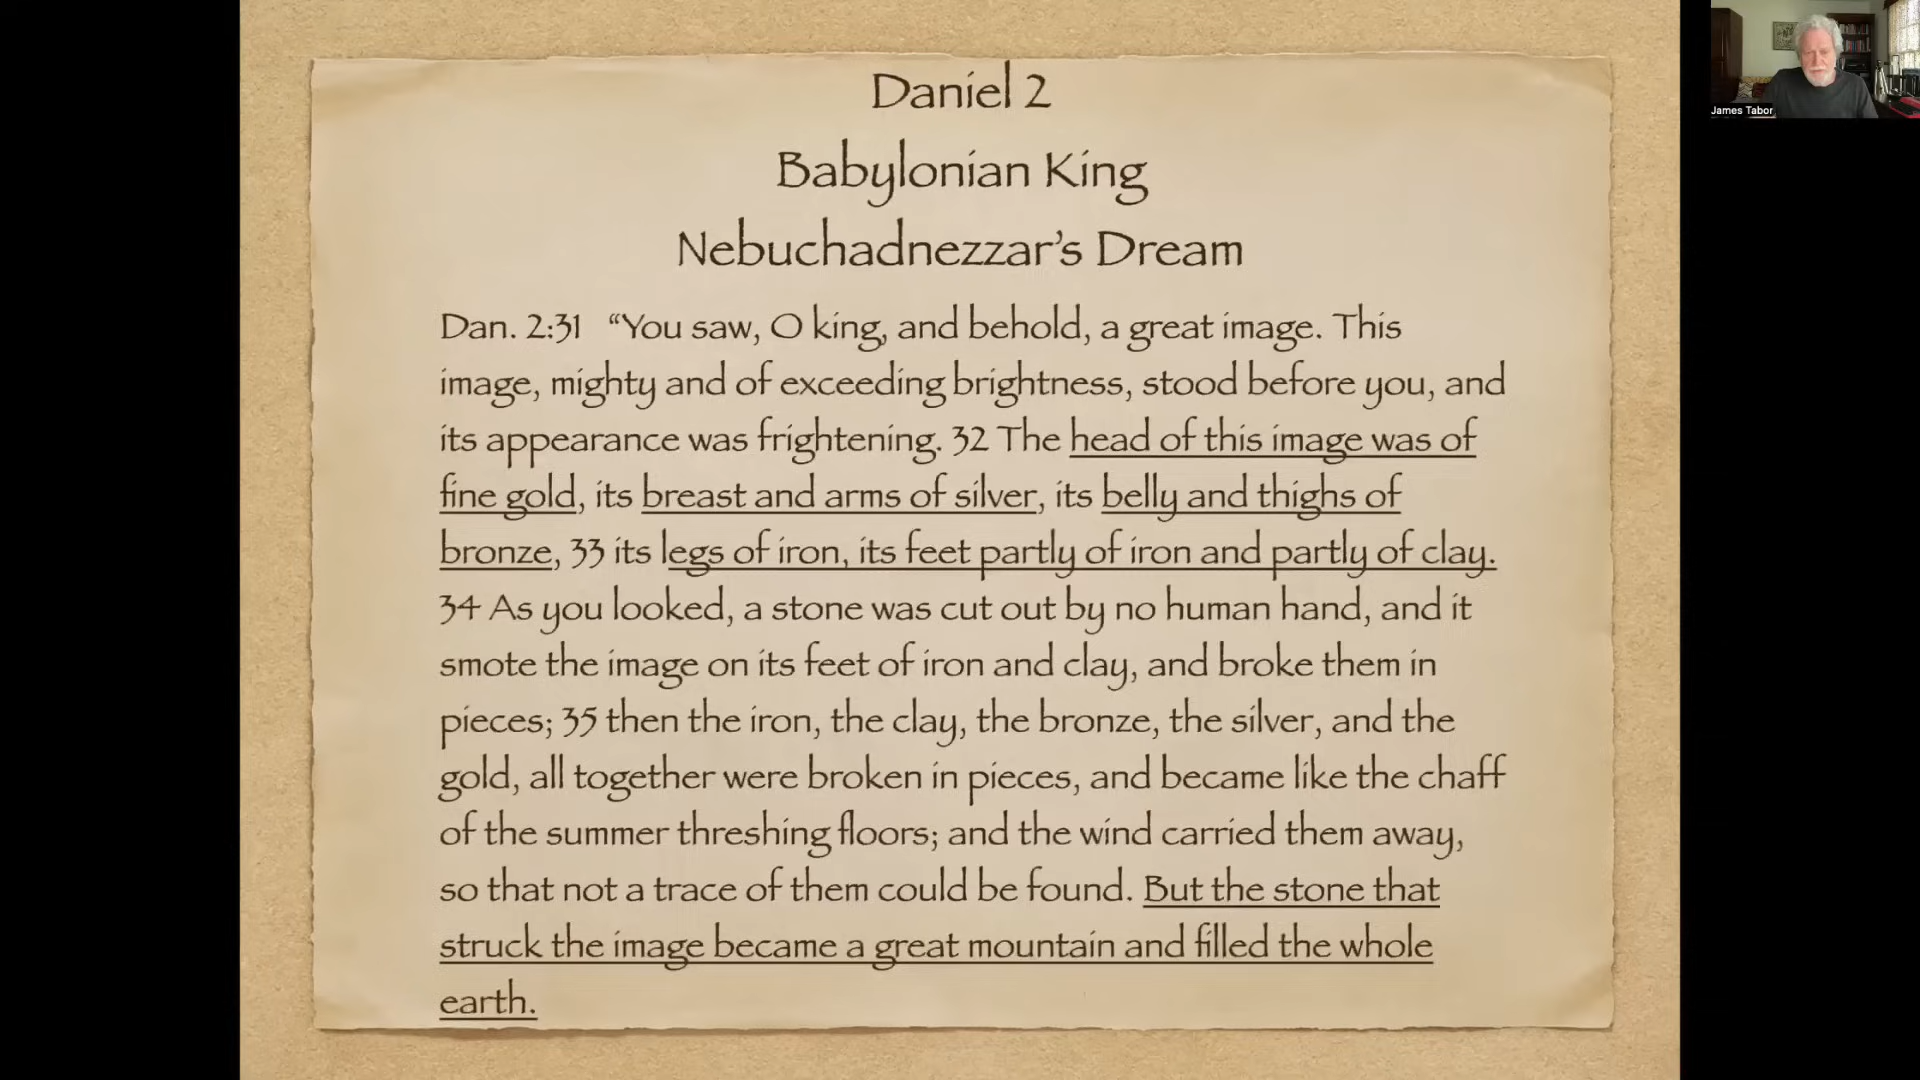 Daniel 2
Babylonian King
Nebuchadnezzar’s Dream
Dan. 2:31 “You saw, O king, and behold, a great image. This
image, mighty and of exceeding brightness, stood before you, and
its appearance was frightening. 32 The head of this image was of
fine gold, its breast and arms of silver, its belly and thighs of
bronze, 33 its legs of iron, its feet partly of iron and partly of clay.
34 As you looked, a stone was cut out by no human hand, and it
smote the image on its feet of iron and clay, and broke them in
pieces; 35 then the iron, the clay, the bronze, the silver, and the
gold, all together were broken in pieces, and became like the chaff
of the summer threshing floors; and the wind carried them away,
so that not a trace of them could be found. But the stone that
struck the image became a great mountain and filled the whole
earth.
James Tabor